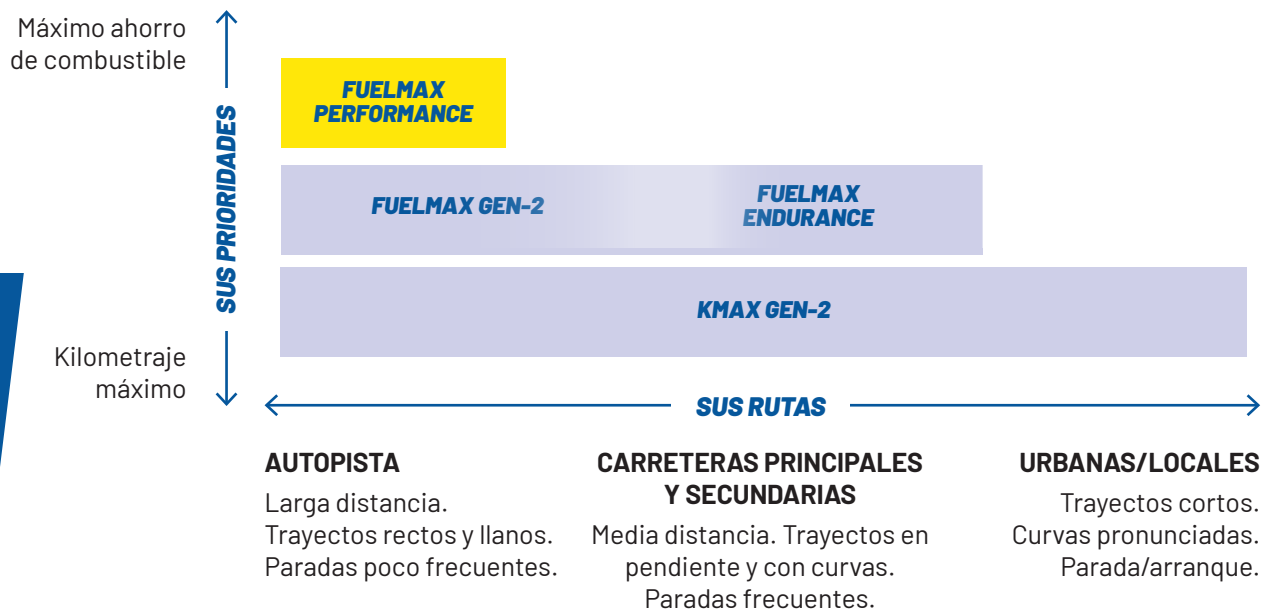 Máximo ahorro
de combustible
FUELMAX
PERFORMANCE
SUS PRIORIDADES
FUELMAX GEN-2
FUELMAX
ENDURANCE
KMAX GEN-2
Kilometraje
máximo
SUS RUTAS
AUTOPISTA
Larga distancia.
Trayectos rectos y llanos.
Paradas poco frecuentes.
CARRETERAS PRINCIPALES
Y SECUNDARIAS
Media distancia. Trayectos en
pendiente y con curvas.
Paradas frecuentes.
URBANAS/LOCALES
Trayectos cortos.
Curvas pronunciadas.
Parada/arranque.